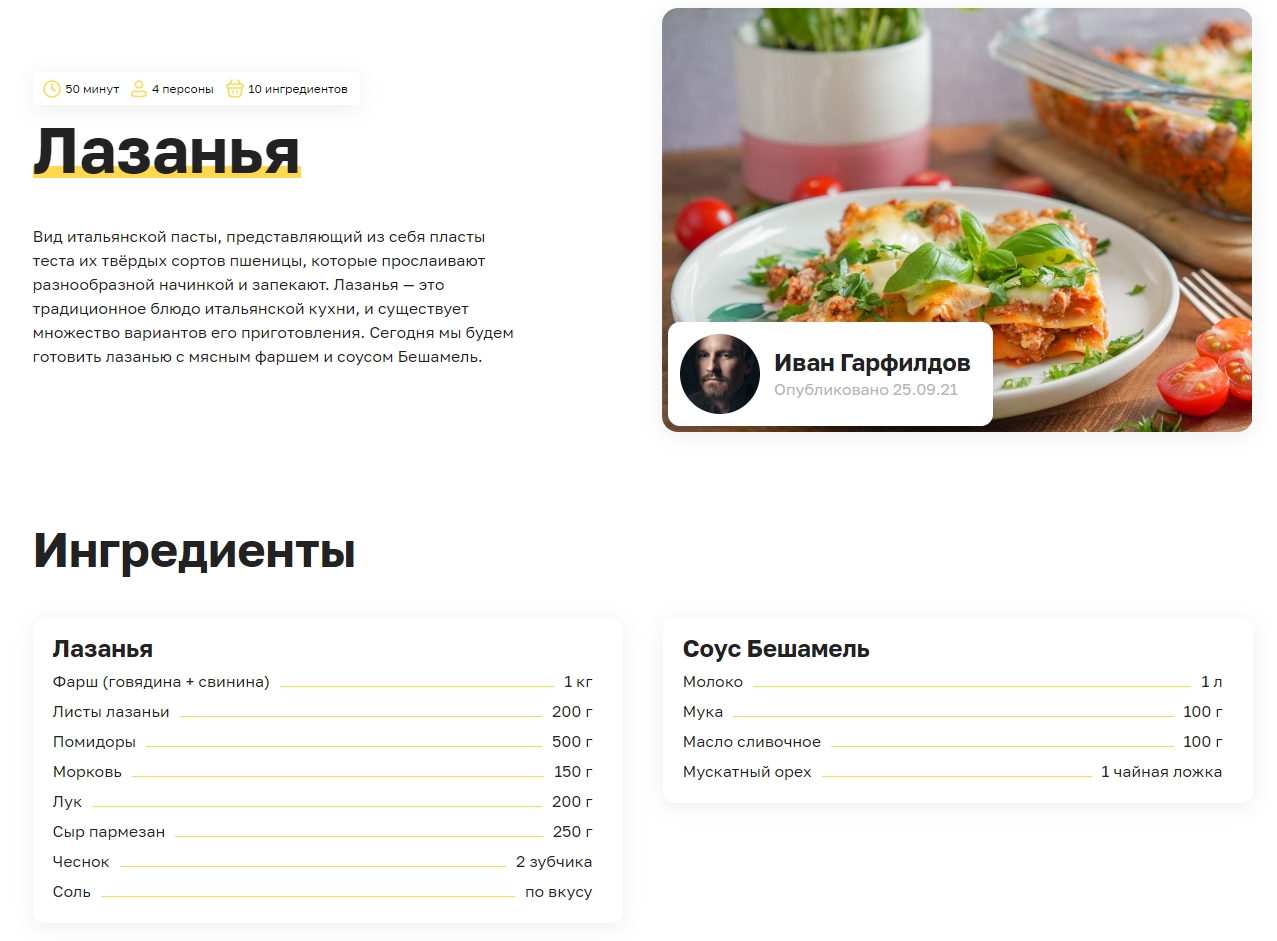 50 минут 4 персоны 10 ингредиентов
Лазанья
Вид итальянской пасты, представляющий из себя пласты
теста их твёрдых сортов пшеницы, которые прослаивают
разнообразной начинкой и запекают. Лазанья — это
традиционное блюдо итальянской кухни, и существует
множество вариантов его приготовления. Сегодня мы будем
готовить лазанью с мясным фаршем и соусом Бешамель.
Иван Гарфилдов
Опубликовано 25.09.21
Ингредиенты
Лазанья
Фарш (говядина + свинина) 1 кг
Листы лазаньи 200 г
Помидоры 500 г
Морковь 150 г
Лук 200 г
Сыр пармезан 250 г
Чеснок 2 зубчика
Соль по вкусу
Соус Бешамель
Молоко 1 л
Мука 100 г
Масло сливочное 100 г
Мускатный орех 1 чайная ложка